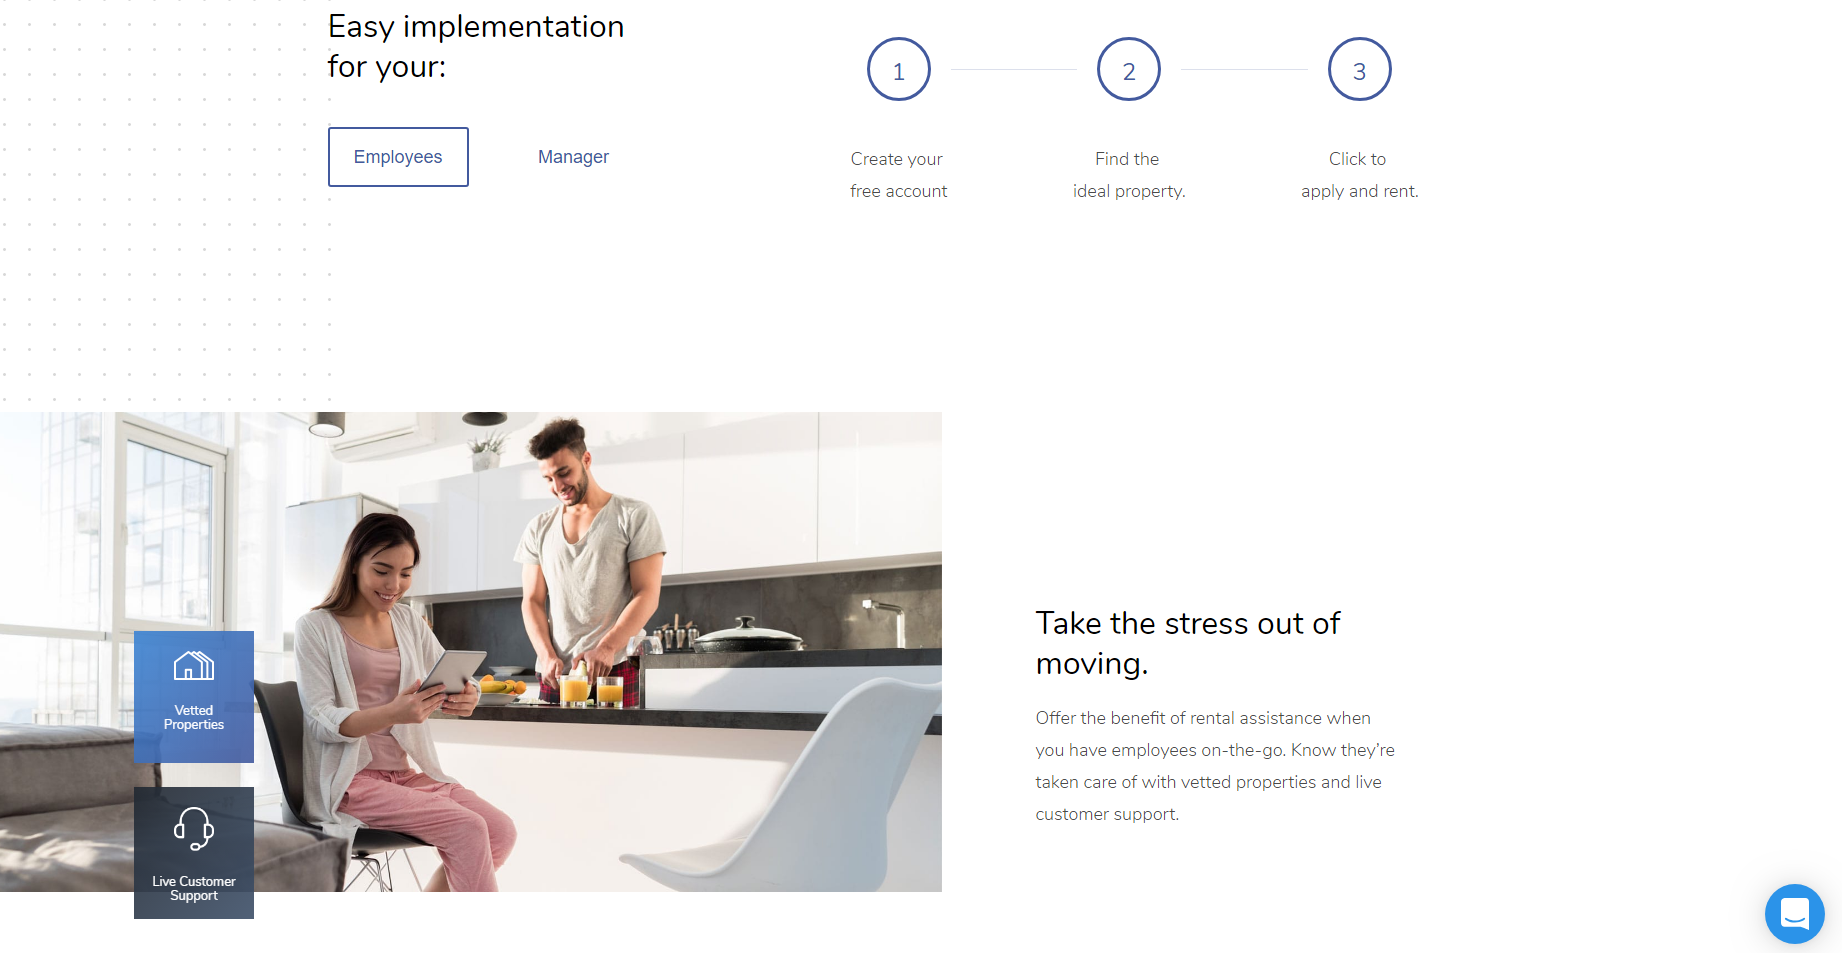 Easy implementation
for your:
Employees
Manager
1
2
3
Create your
free account
Find the
ideal property.
Click to
apply and rent.
Vetted
Properties
Live Customer
Support
Take the stress out of
moving.
Offer the benefit of rental assistance when
you have employees on-the-go. Know they’re
taken care of with vetted properties and live
customer support.